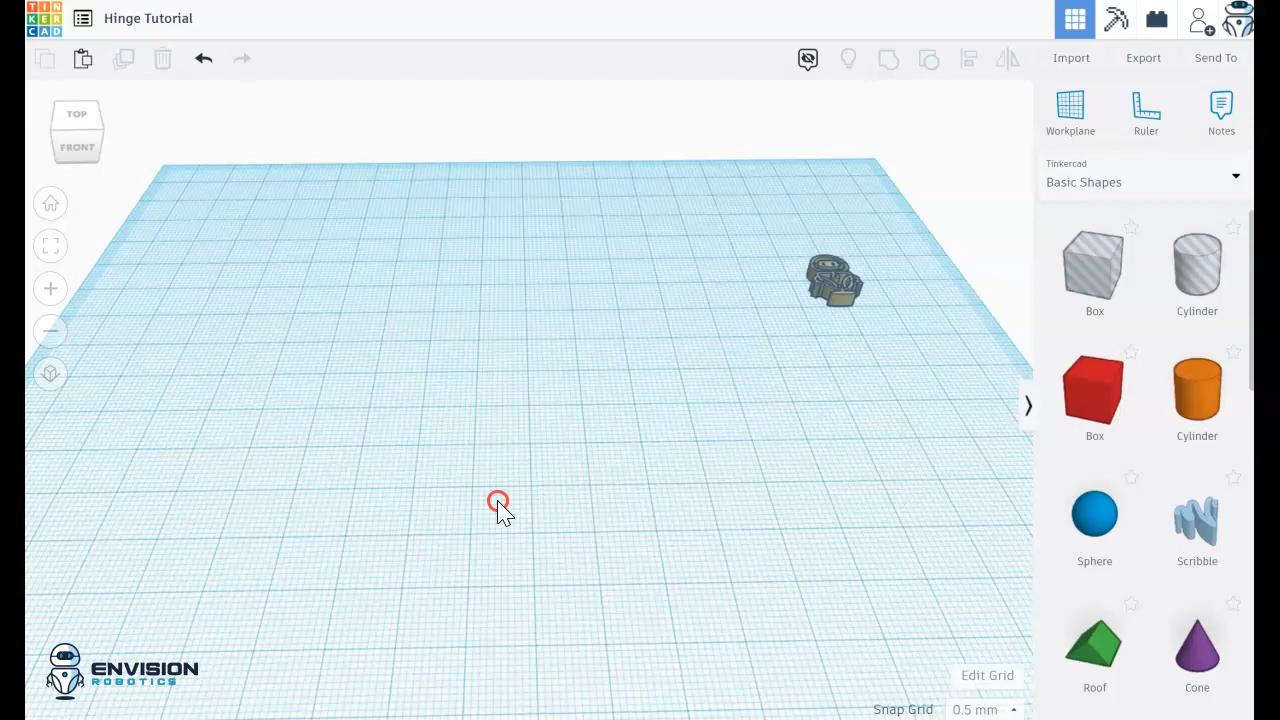 TIN
KER
CAD
Hinge Tutorial
Import
Export
Send To
TOP
FRONT
Workplane
Ruler
Notes
Tinkercad
Basic Shapes
Box
Cylinder
Box
Cylinder
Sphere
Scribble
Roof
Cone
Edit Grid
Snap Grid 0.5 mm
ENVISION
ROBOTICS